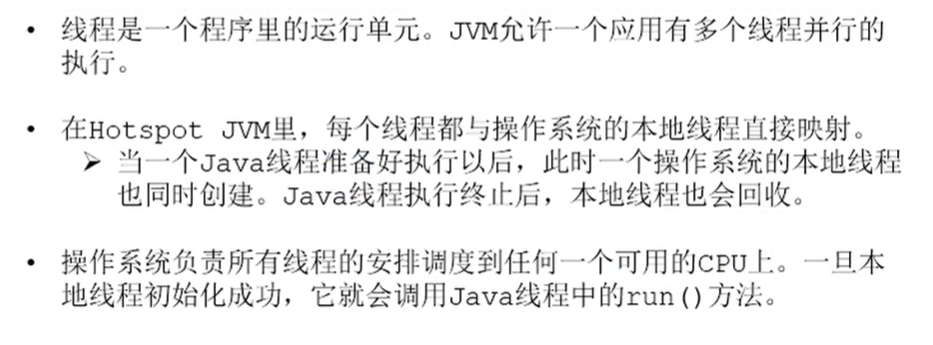 • 线程是一个程序里的运行单元。JVM允许一个应用有多个线程并行的
执行。
• 在Hotspot JVM里，每个线程都与操作系统的本地线程直接映射。
➢ 当一个Java线程准备好执行以后，此时一个操作系统的本地线程
也同时创建。Java线程执行终止后，本地线程也会回收。
• 操作系统负责所有线程的安排调度到任何一个可用的CPU上。一旦本
地线程初始化成功，它就会调用Java线程中的run()方法。